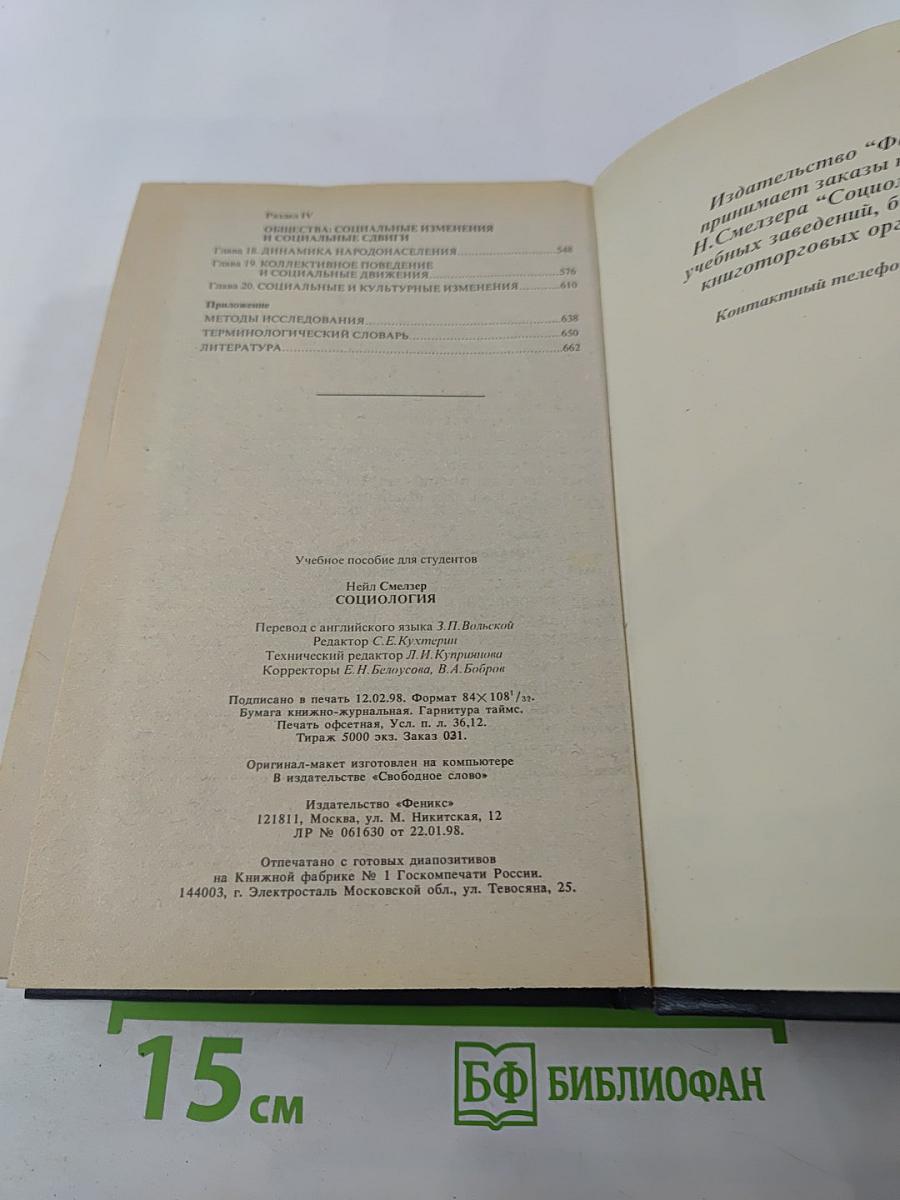 Раздел IV
ОБЩЕСТВА: СОЦИАЛЬНЫЕ ИЗМЕНЕНИЯ
И СОЦИАЛЬНЫЕ СДВИГИ
Глава 18. ДИНАМИКА НАРОДОНАСЕЛЕНИЯ 548
Глава 19. КОЛЛЕКТИВНОЕ ПОВЕДЕНИЕ
И СОЦИАЛЬНЫЕ ДВИЖЕНИЯ 576
Глава 20. СОЦИАЛЬНЫЕ И КУЛЬТУРНЫЕ ИЗМЕНЕНИЯ 610
Приложение
МЕТОДЫ ИССЛЕДОВАНИЯ 638
ТЕРМИНОЛОГИЧЕСКИЙ СЛОВАРЬ 650
ЛИТЕРАТУРА 662
Учебное пособие для студентов
Нейл Смелзер
СОЦИОЛОГИЯ
Перевод с английского языка З.П.Вольской
Редактор С.Е.Кухтерин
Технический редактор Л.И.Куприянова
Корректоры Е.Н.Белоусова, В.А.Бобров
Подписано в печать 12.02.98. Формат 84×108¹/₃₂.
Бумага книжно-журнальная. Гарнитура таймс.
Печать офсетная, Усл. п. л. 36,12.
Тираж 5000 экз. Заказ 031.
Оригинал-макет изготовлен на компьютере
В издательстве «Свободное слово»
Издательство «Феникс»
121811, Москва, ул. М. Никитская, 12
ЛР № 061630 от 22.01.98.
Отпечатано с готовых диапозитивов
на Книжной фабрике № 1 Госкомпечати России.
144003, г. Электросталь Московской обл., ул. Тевосяна, 25.
Издательство
принимает заказы
Н.Смелзера
учебных заведений,
книготорговых
Контактный
15 см
БФ БИБЛИОФАН